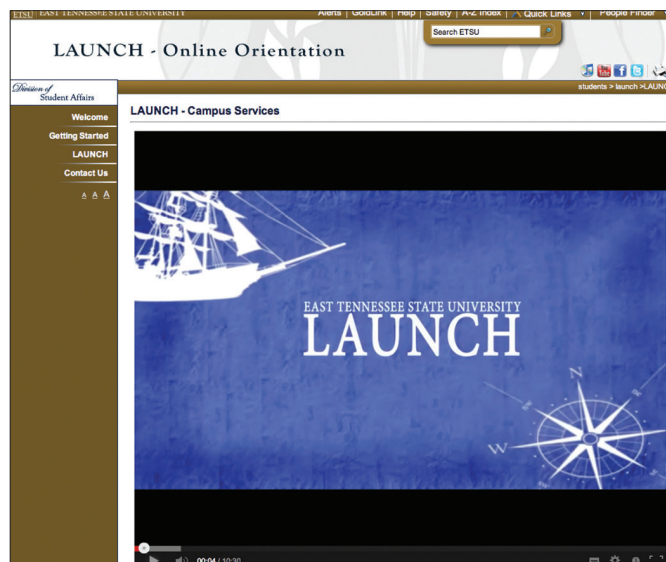 ETSU EAST TENNESSEE STATE UNIVERSITY Alerts | GoldLink | Help | Safety | A-Z Index | Quick Links People Finder
Search ETSU
LAUNCH - Online Orientation
Division of
Student Affairs
students > launch >LAUNC
Welcome
Getting Started
LAUNCH
Contact Us
A A A
LAUNCH - Campus Services
EAST TENNESSEE STATE UNIVERSITY
LAUNCH
N
W
00:04 / 10:30